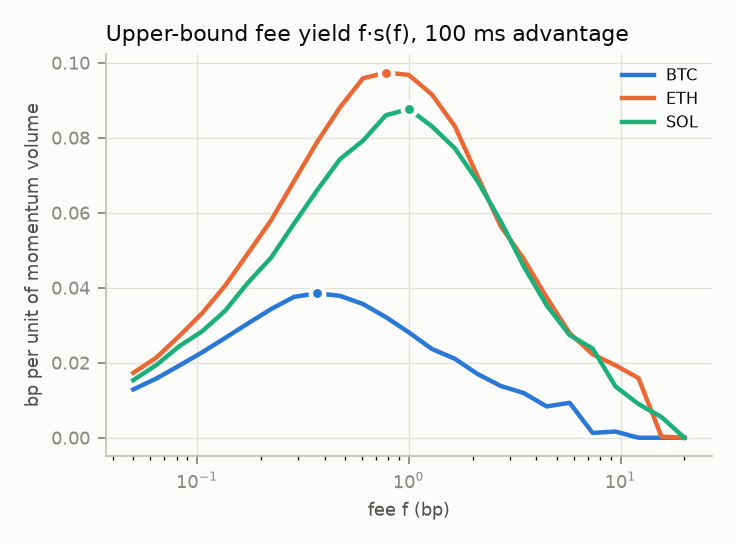 Upper-bound fee yield f·s(f), 100 ms advantage
BTC
ETH
SOL
bp per unit of momentum volume
0.10
0.08
0.06
0.04
0.02
0.00
10⁻¹
10⁰
10¹
fee f (bp)